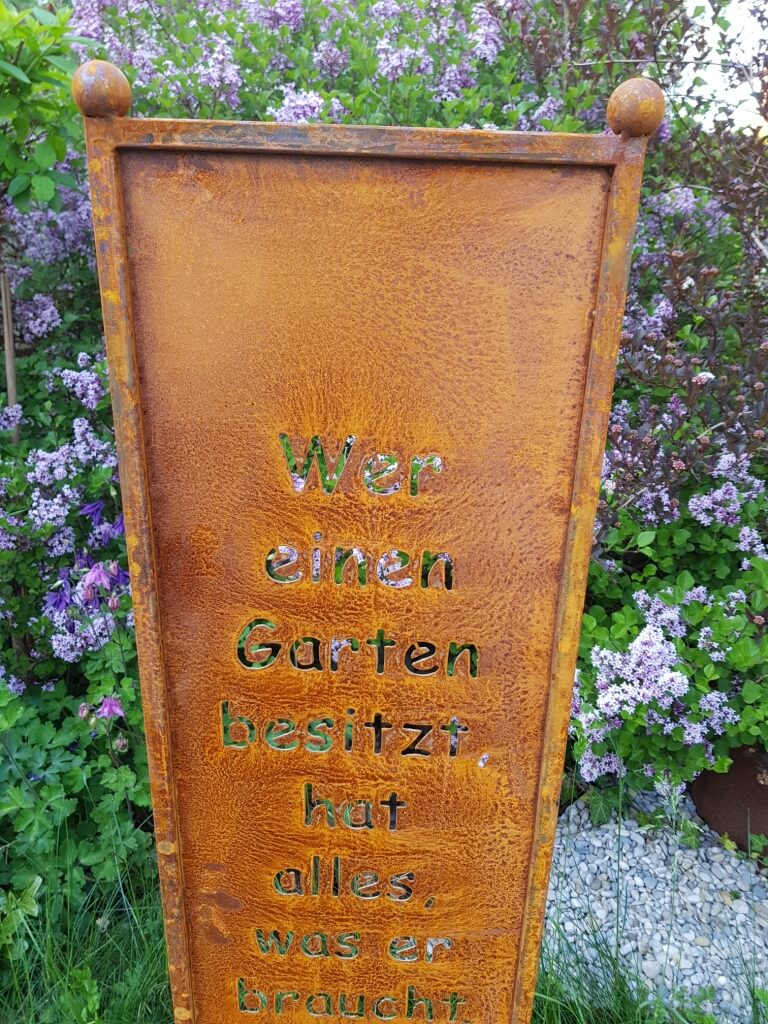 Wer
einen
Garten
besitzt,
hat
alles,
was er
braucht.